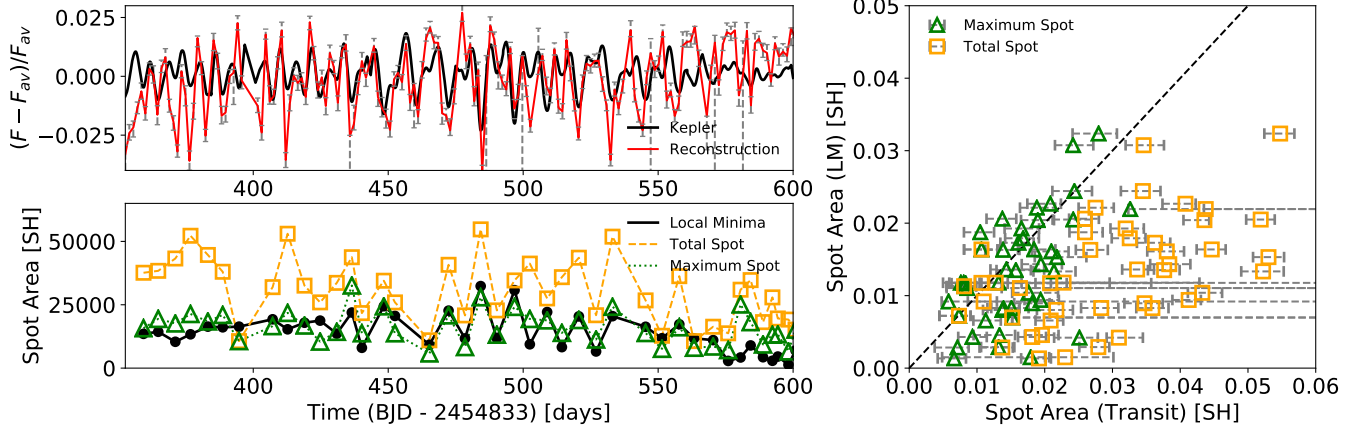 (F − F_av)/F_av
0.025
0.000
−0.025
Kepler
Reconstruction
400
450
500
550
600
Spot Area [SH]
50000
25000
0
Local Minima
Total Spot
Maximum Spot
400
450
500
550
600
Time (BJD - 2454833) [days]
Spot Area (LM) [SH]
0.05
0.04
0.03
0.02
0.01
0.00
Maximum Spot
Total Spot
0.00
0.01
0.02
0.03
0.04
0.05
0.06
Spot Area (Transit) [SH]